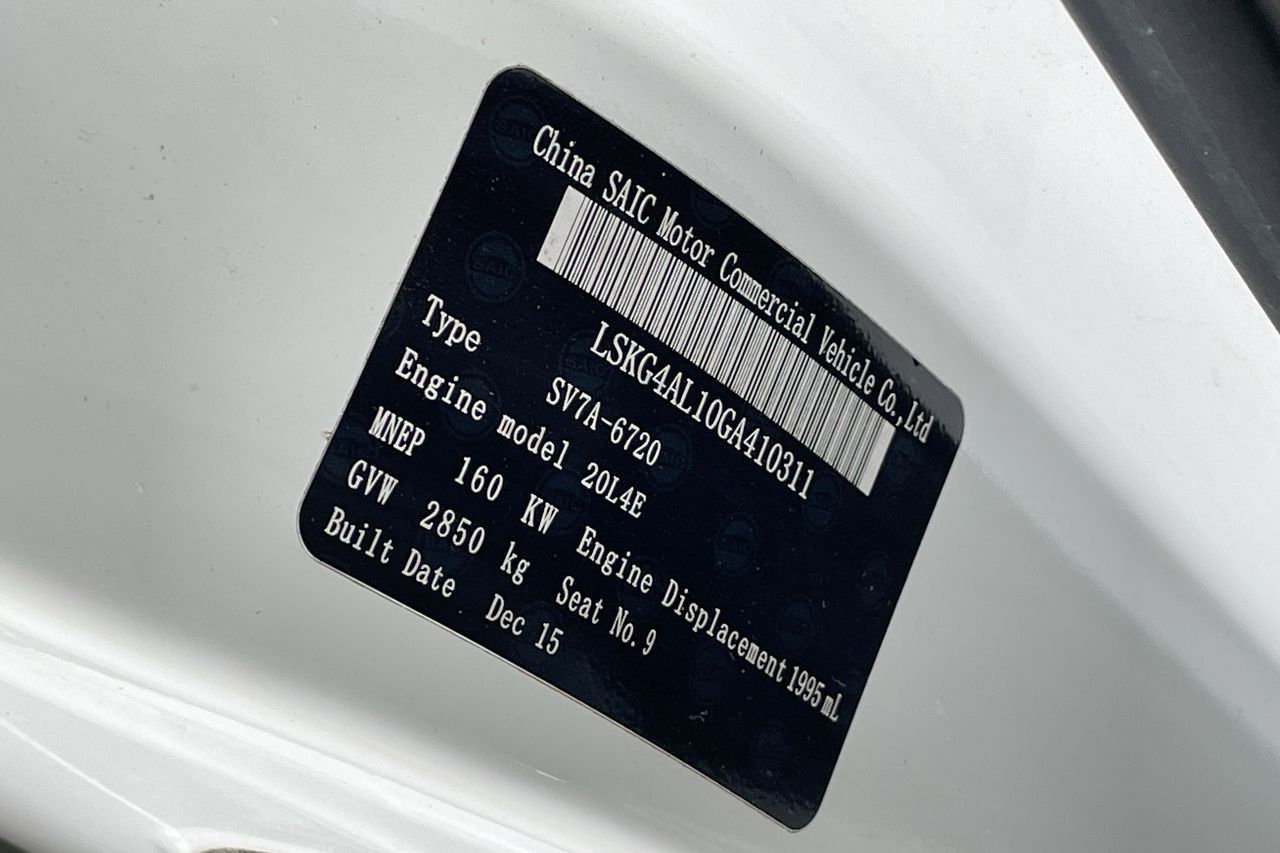 China SAIC Motor Commercial Vehicle Co.,Ltd
LSKG4AL10GA410311
Type SV7A-6720
Engine model 20L4E
MNEP 160 KW Engine Displacement 1995 mL
GVW 2850 kg Seat No. 9
Built Date Dec 15